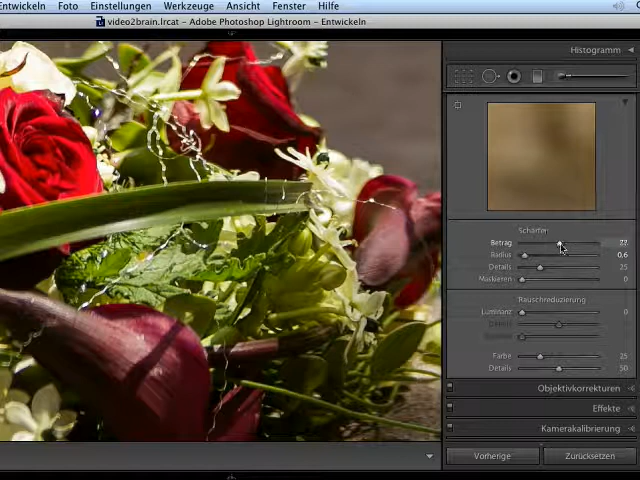 Entwickeln Foto Einstellungen Werkzeuge Ansicht Fenster Hilfe
video2brain.lrcat – Adobe Photoshop Lightroom – Entwickeln
Histogramm
Schärfen
Betrag
Radius 0,6
Details 25
Maskieren 0
Rauschreduzierung
Luminanz 0
Farbe 25
Details 50
Objektivkorrekturen
Effekte
Kamerakalibrierung
Vorherige Zurücksetzen